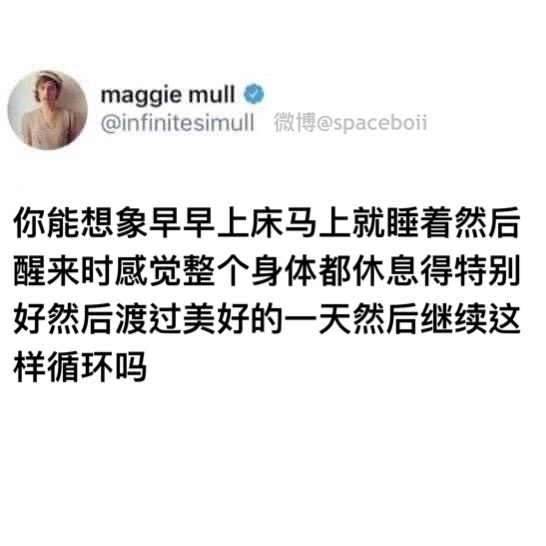 maggie mull
@infinitesimull 微博@spaceboii
你能想象早早上床马上就睡着然后
醒来时感觉整个身体都休息得特别
好然后渡过美好的一天然后继续这
样循环吗